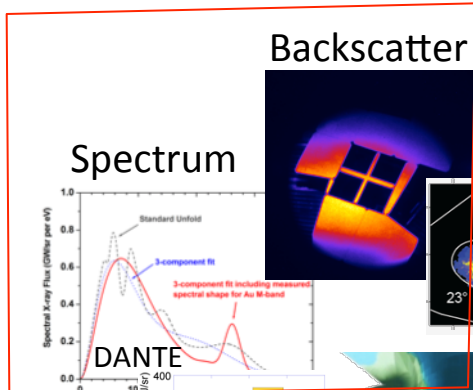 Backscatter
Spectrum
1.0
Standard Unfold
0.8
3-component fit
0.6
3-component fit including measured
spectral shape for Au M-band
0.4
0.2
0.0
0
Spectral X-ray Flux (GW/sr per eV)
DANTE
400
23°